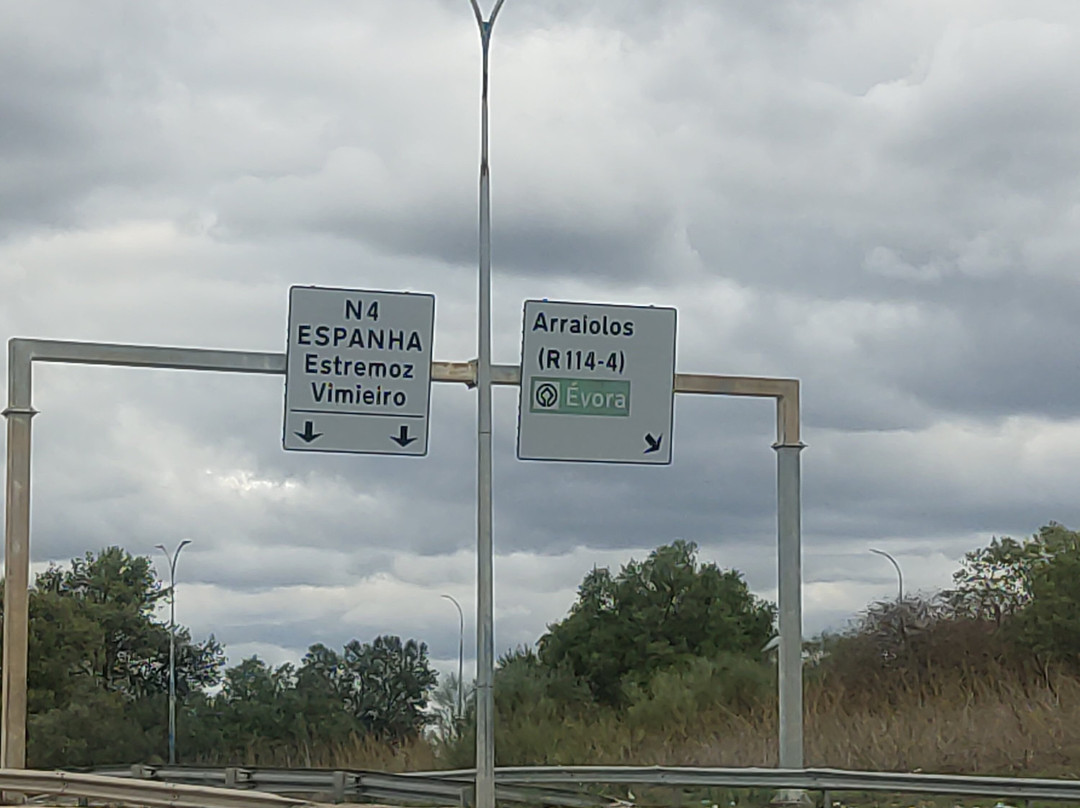 N4
ESPANHA
Estremoz
Vimieiro
Arraiolos
(R114-4)
Évora